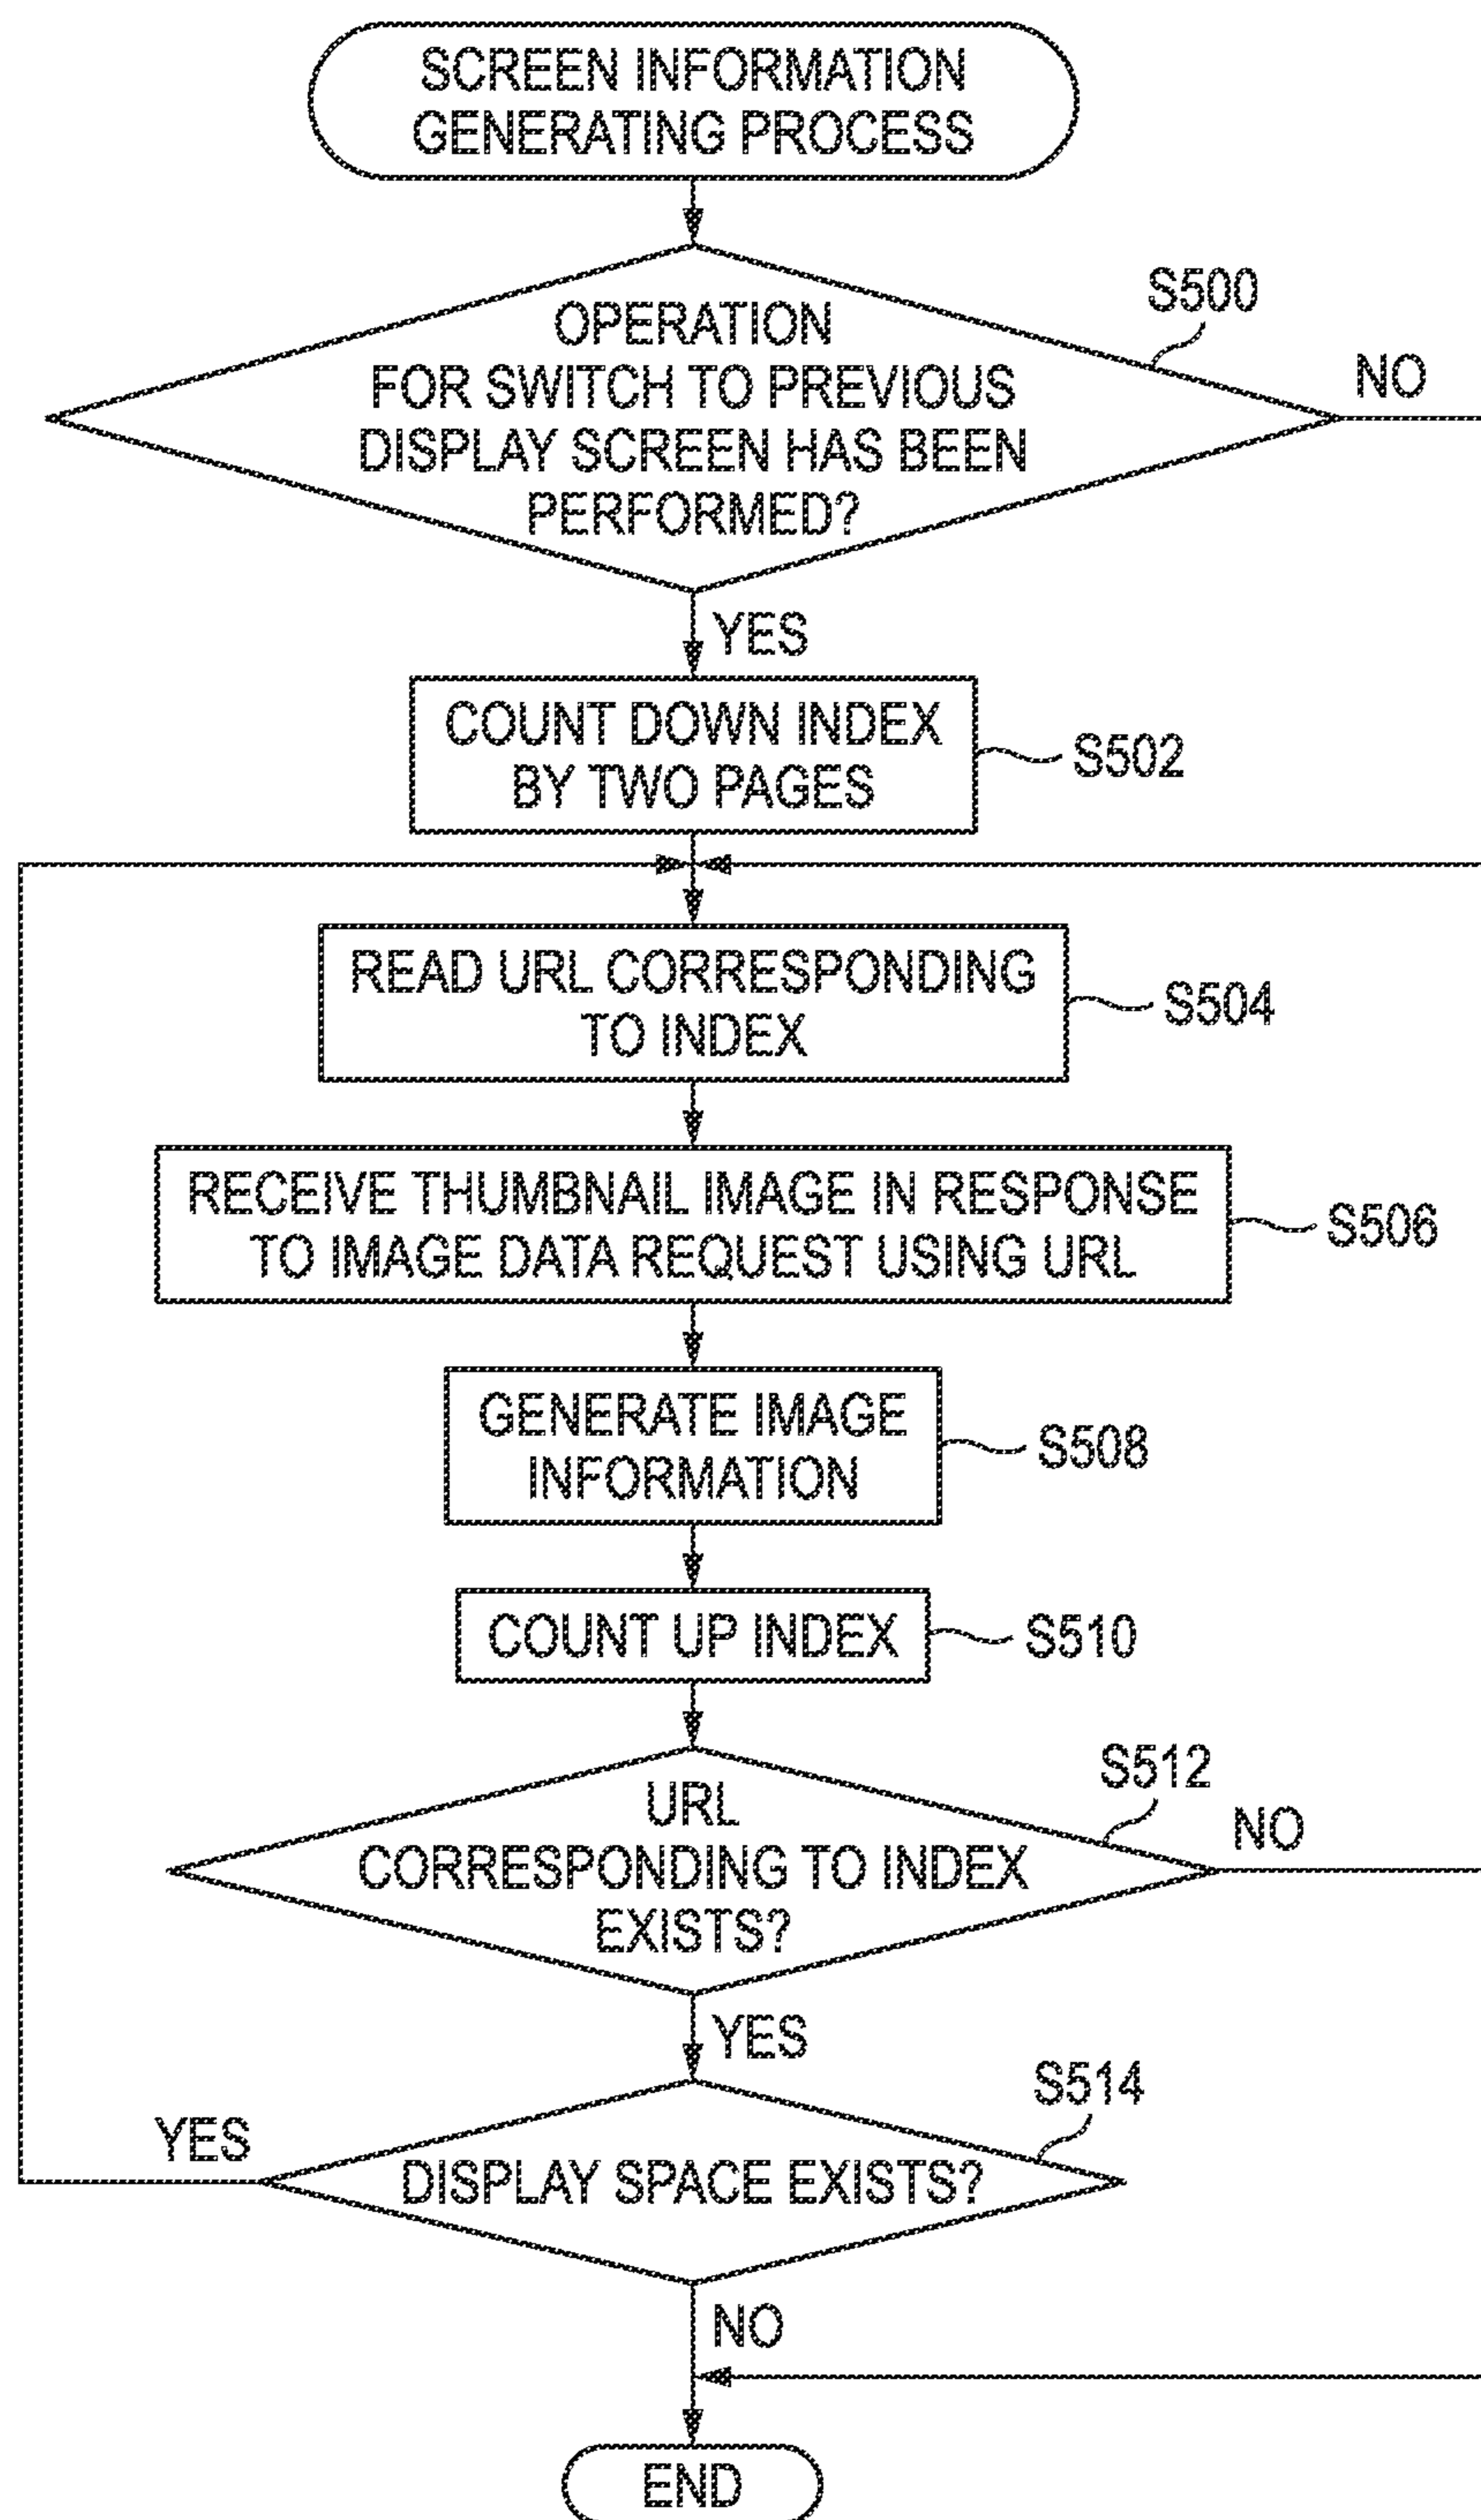 SCREEN INFORMATION
GENERATING PROCESS
S500
OPERATION
FOR SWITCH TO PREVIOUS
DISPLAY SCREEN HAS BEEN
PERFORMED?
NO
YES
COUNT DOWN INDEX
BY TWO PAGES
S502
READ URL CORRESPONDING
TO INDEX
S504
RECEIVE THUMBNAIL IMAGE IN RESPONSE
TO IMAGE DATA REQUEST USING URL
S506
GENERATE IMAGE
INFORMATION
S508
COUNT UP INDEX
S510
S512
URL
CORRESPONDING TO INDEX
EXISTS?
NO
YES
S514
YES
DISPLAY SPACE EXISTS?
NO
END